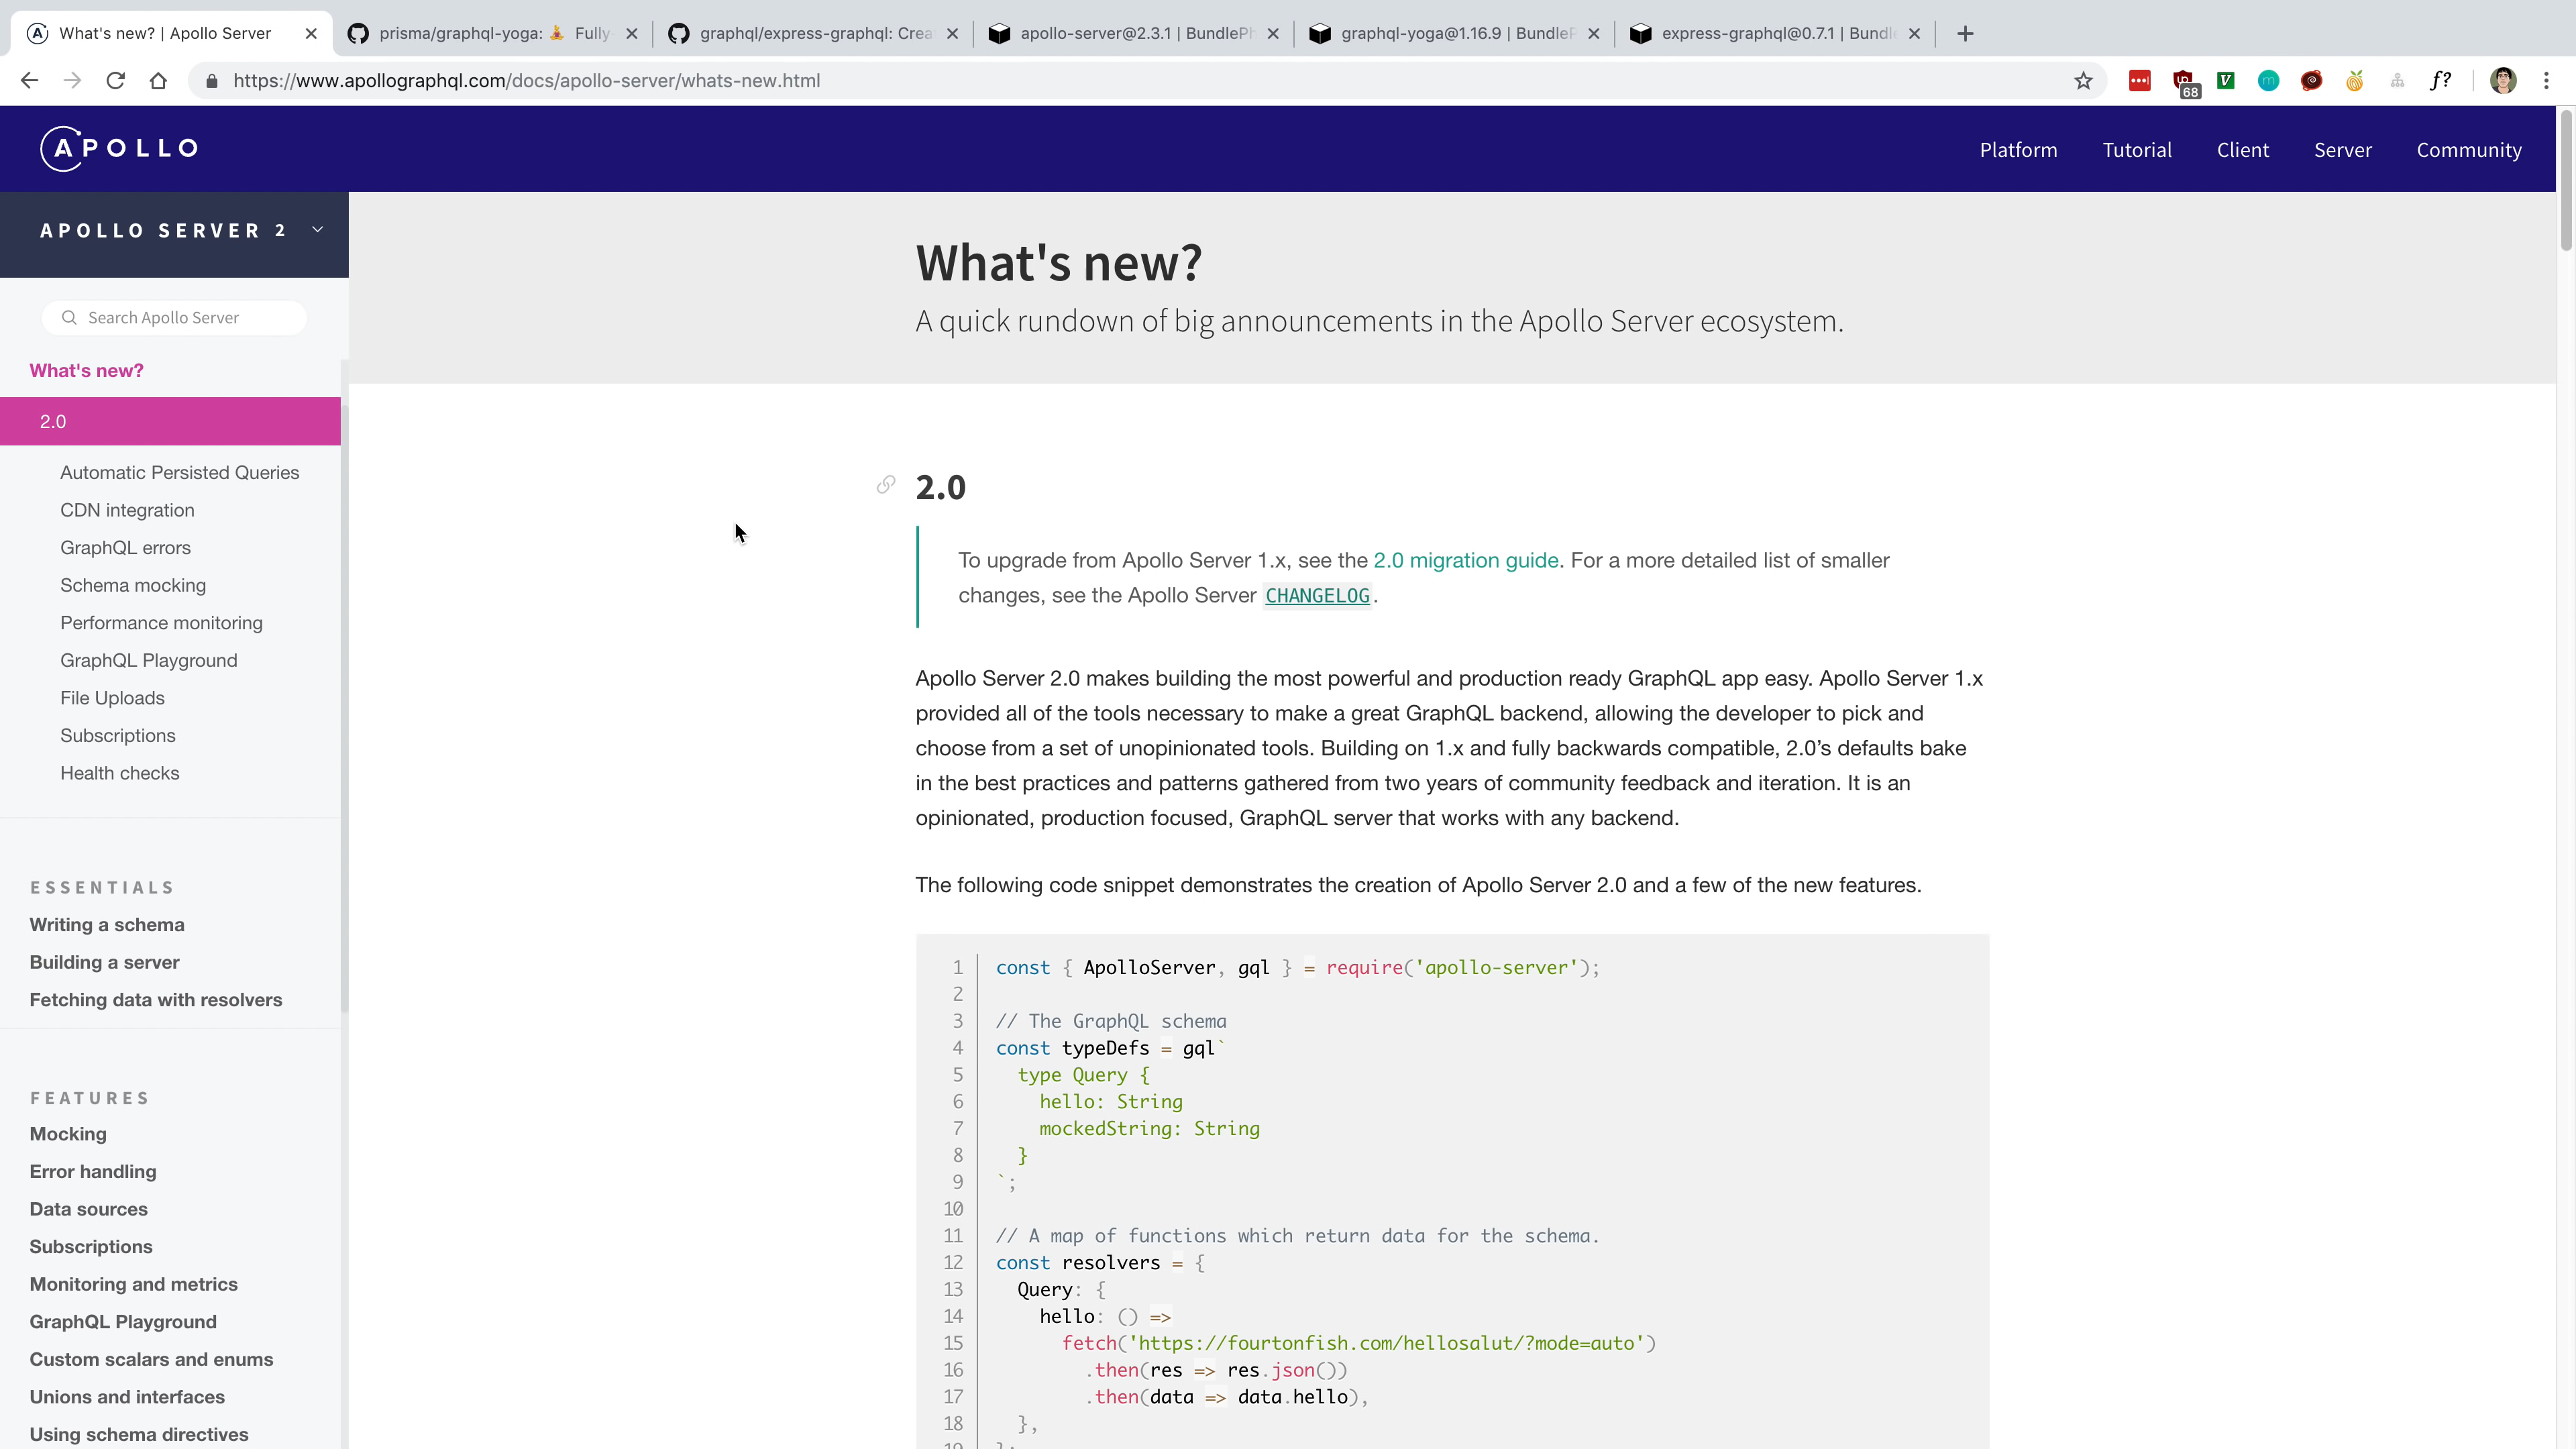 What's new? | Apollo Server
prisma/graphql-yoga: 🧘 Fully
graphql/express-graphql: Crea
apollo-server@2.3.1 | BundlePh
graphql-yoga@1.16.9 | BundleP
express-graphql@0.7.1 | Bundle
https://www.apollographql.com/docs/apollo-server/whats-new.html
68
f?
APOLLO
Platform
Tutorial
Client
Server
Community
APOLLO SERVER 2
Search Apollo Server
What's new?
2.0
Automatic Persisted Queries
CDN integration
GraphQL errors
Schema mocking
Performance monitoring
GraphQL Playground
File Uploads
Subscriptions
Health checks
ESSENTIALS
Writing a schema
Building a server
Fetching data with resolvers
FEATURES
Mocking
Error handling
Data sources
Subscriptions
Monitoring and metrics
GraphQL Playground
Custom scalars and enums
Unions and interfaces
Using schema directives
What's new?
A quick rundown of big announcements in the Apollo Server ecosystem.
2.0
To upgrade from Apollo Server 1.x, see the 2.0 migration guide. For a more detailed list of smaller
changes, see the Apollo Server CHANGELOG.
Apollo Server 2.0 makes building the most powerful and production ready GraphQL app easy. Apollo Server 1.x
provided all of the tools necessary to make a great GraphQL backend, allowing the developer to pick and
choose from a set of unopinionated tools. Building on 1.x and fully backwards compatible, 2.0’s defaults bake
in the best practices and patterns gathered from two years of community feedback and iteration. It is an
opinionated, production focused, GraphQL server that works with any backend.
The following code snippet demonstrates the creation of Apollo Server 2.0 and a few of the new features.
1 const { ApolloServer, gql } = require('apollo-server');
2
3 // The GraphQL schema
4 const typeDefs = gql`
5 type Query {
6 hello: String
7 mockedString: String
8 }
9 `;
10
11 // A map of functions which return data for the schema.
12 const resolvers = {
13 Query: {
14 hello: () =>
15 fetch('https://fourtonfish.com/hellosalut/?mode=auto')
16 .then(res => res.json())
17 .then(data => data.hello),
18 },